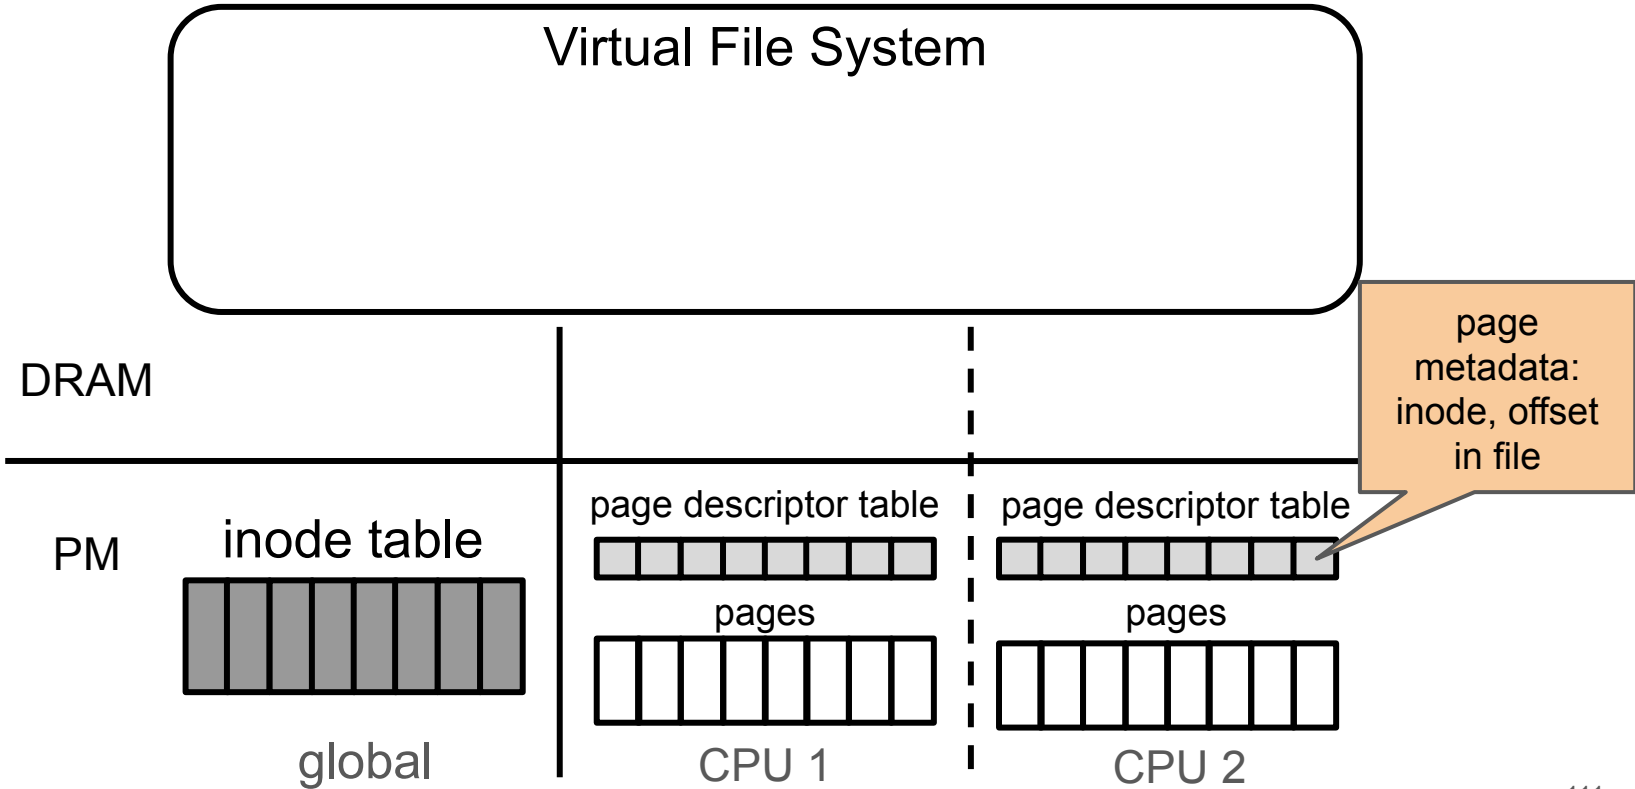 Virtual File System
DRAM
page
metadata:
inode, offset
in file
PM
inode table
page descriptor table
page descriptor table
pages
pages
global
CPU 1
CPU 2